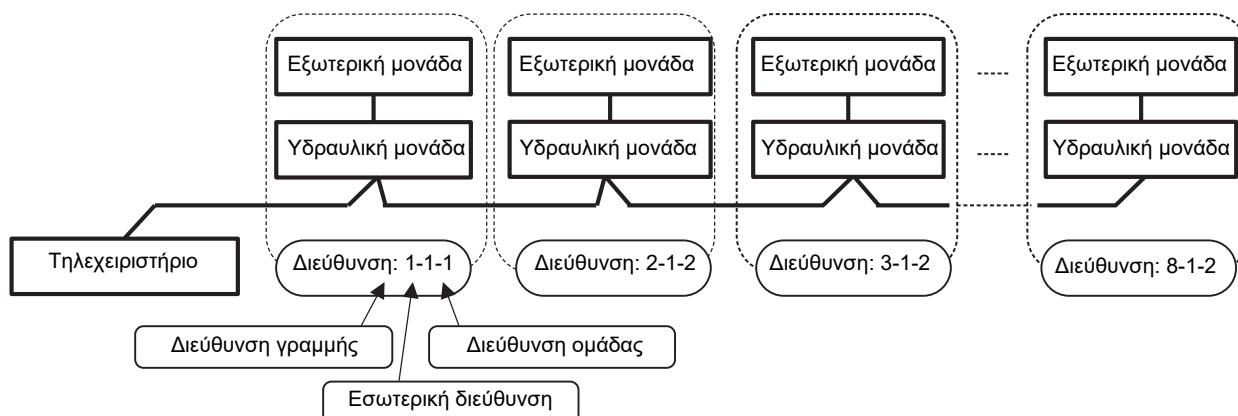 Εξωτερική μονάδα Εξωτερική μονάδα Εξωτερική μονάδα ..... Εξωτερική μονάδα
Υδραυλική μονάδα Υδραυλική μονάδα Υδραυλική μονάδα ..... Υδραυλική μονάδα
Τηλεχειριστήριο Διεύθυνση: 1-1-1 Διεύθυνση: 2-1-2 Διεύθυνση: 3-1-2 Διεύθυνση: 8-1-2
Διεύθυνση γραμμής Διεύθυνση ομάδας
Εσωτερική διεύθυνση